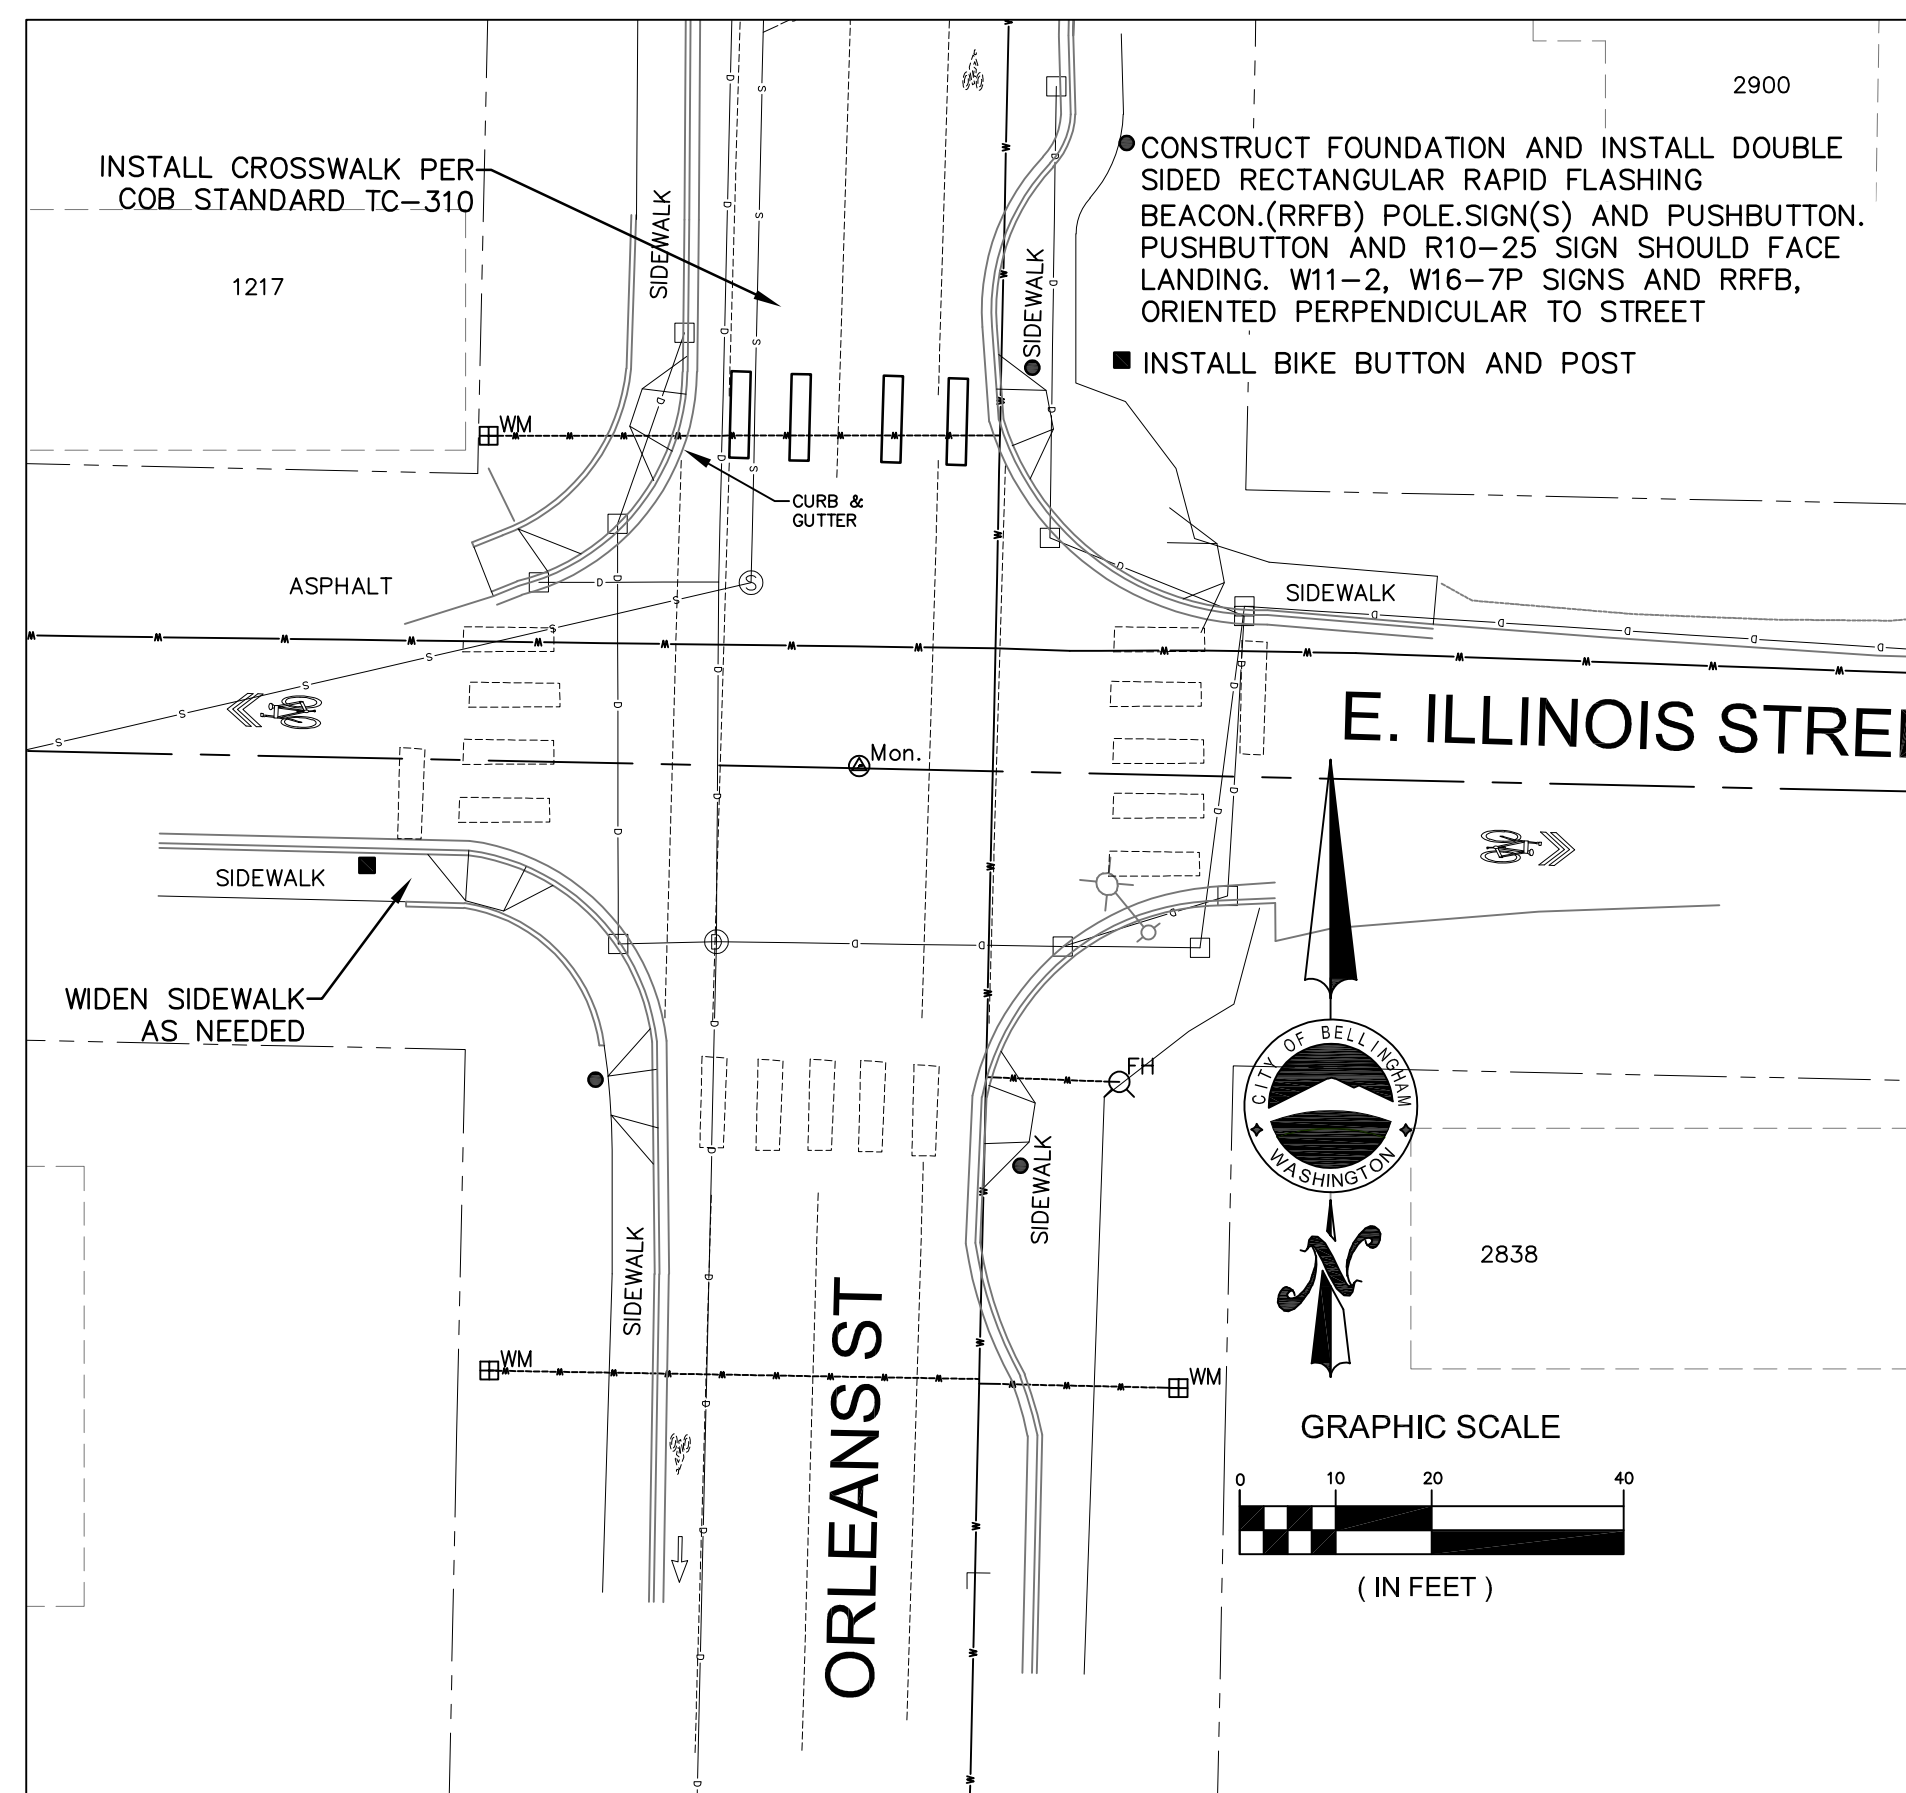 2900
INSTALL CROSSWALK PER
COB STANDARD TC-310
CONSTRUCT FOUNDATION AND INSTALL DOUBLE
SIDED RECTANGULAR RAPID FLASHING
BEACON.(RRFB) POLE.SIGN(S) AND PUSHBUTTON.
PUSHBUTTON AND R10-25 SIGN SHOULD FACE
LANDING. W11-2, W16-7P SIGNS AND RRFB,
ORIENTED PERPENDICULAR TO STREET
INSTALL BIKE BUTTON AND POST
1217
SIDEWALK
SIDEWALK
WM
CURB &
GUTTER
ASPHALT
SIDEWALK
E. ILLINOIS STREE
Mon.
SIDEWALK
WIDEN SIDEWALK
AS NEEDED
FH
CITY OF BELLINGHAM
WASHINGTON
SIDEWALK
SIDEWALK
N
2838
ORLEANS ST
WM
WM
GRAPHIC SCALE
0 10 20 40
( IN FEET )